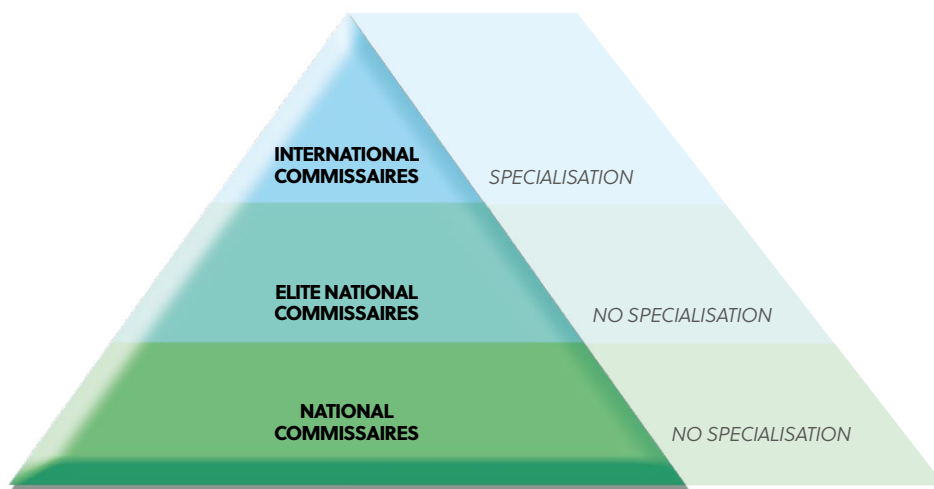 INTERNATIONAL
COMMISSAIRES
SPECIALISATION
ELITE NATIONAL
COMMISSAIRES
NO SPECIALISATION
NATIONAL
COMMISSAIRES
NO SPECIALISATION